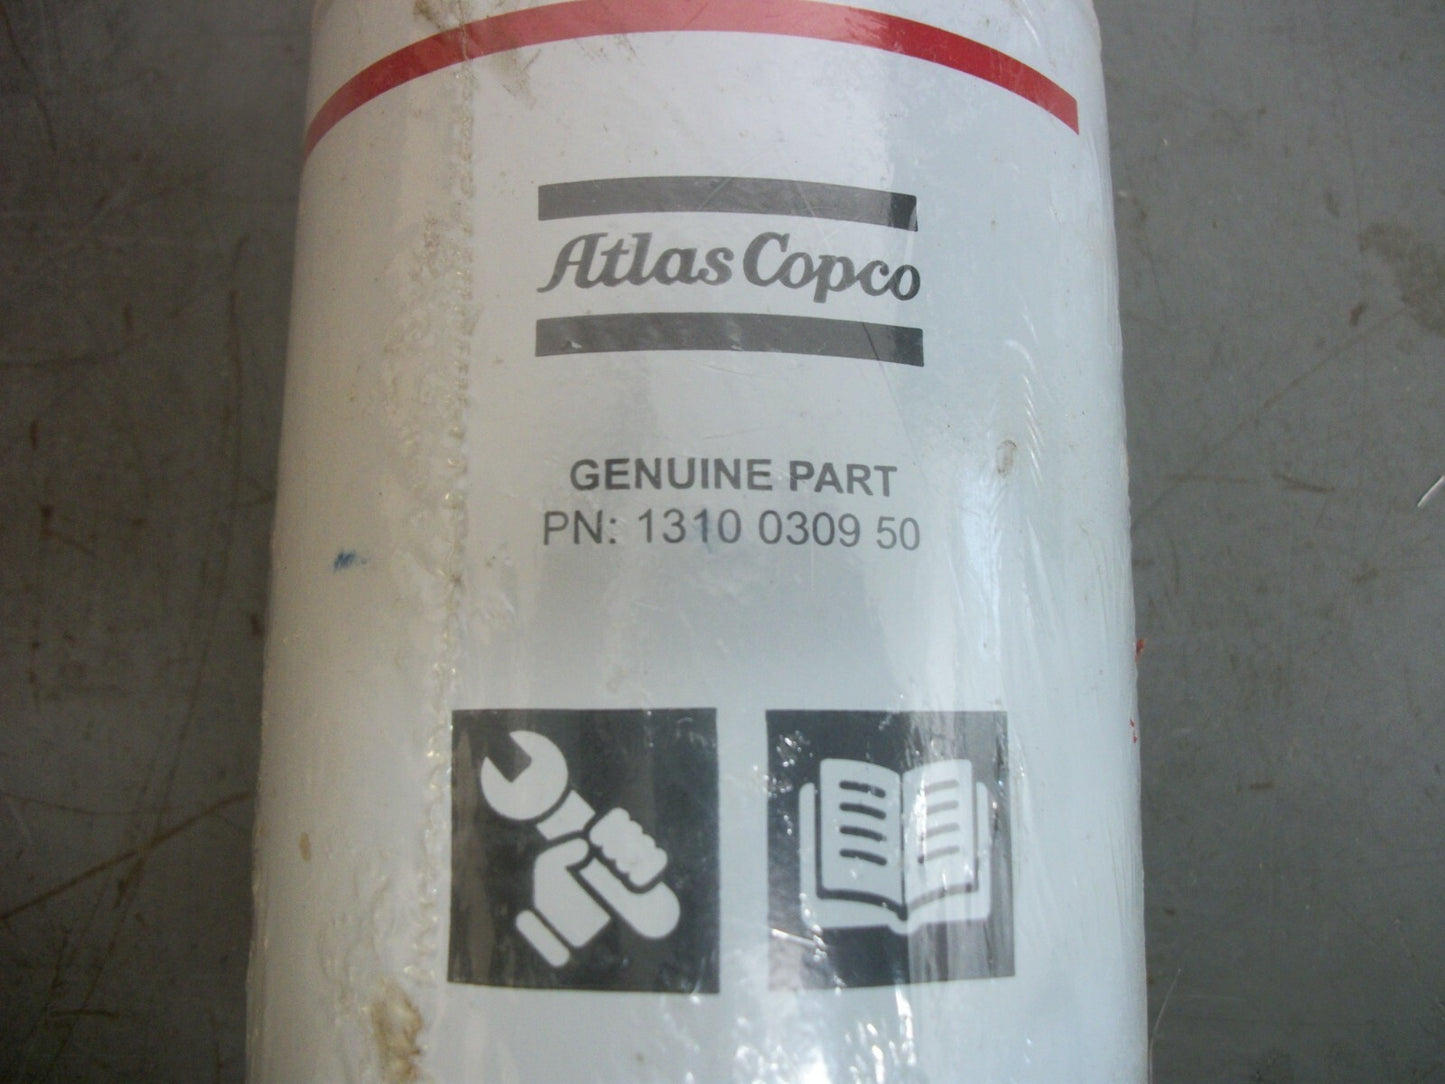 Atlas Copco
GENUINE PART
PN: 1310 0309 50